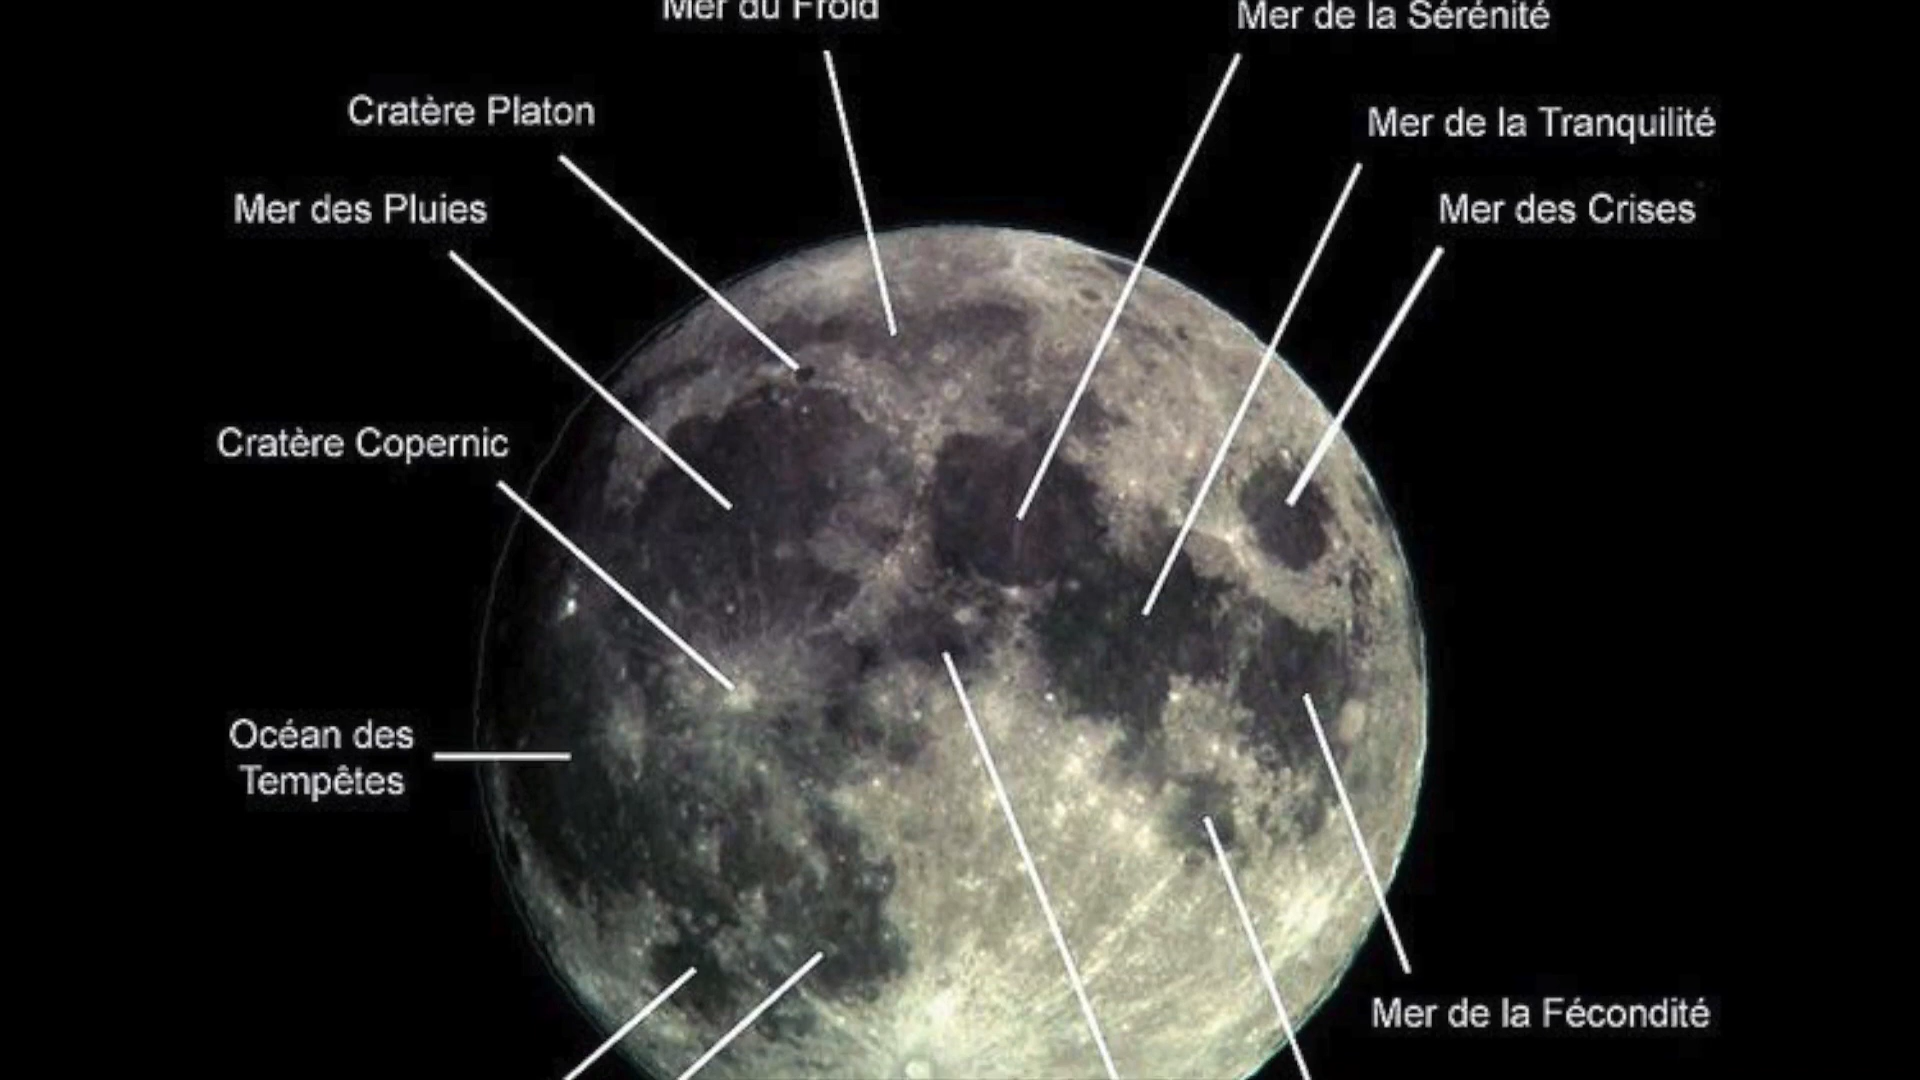 Mer du Froid
Mer de la Sérénité
Cratère Platon
Mer de la Tranquilité
Mer des Pluies
Mer des Crises
Cratère Copernic
Océan des
Tempêtes
Mer de la Fécondité